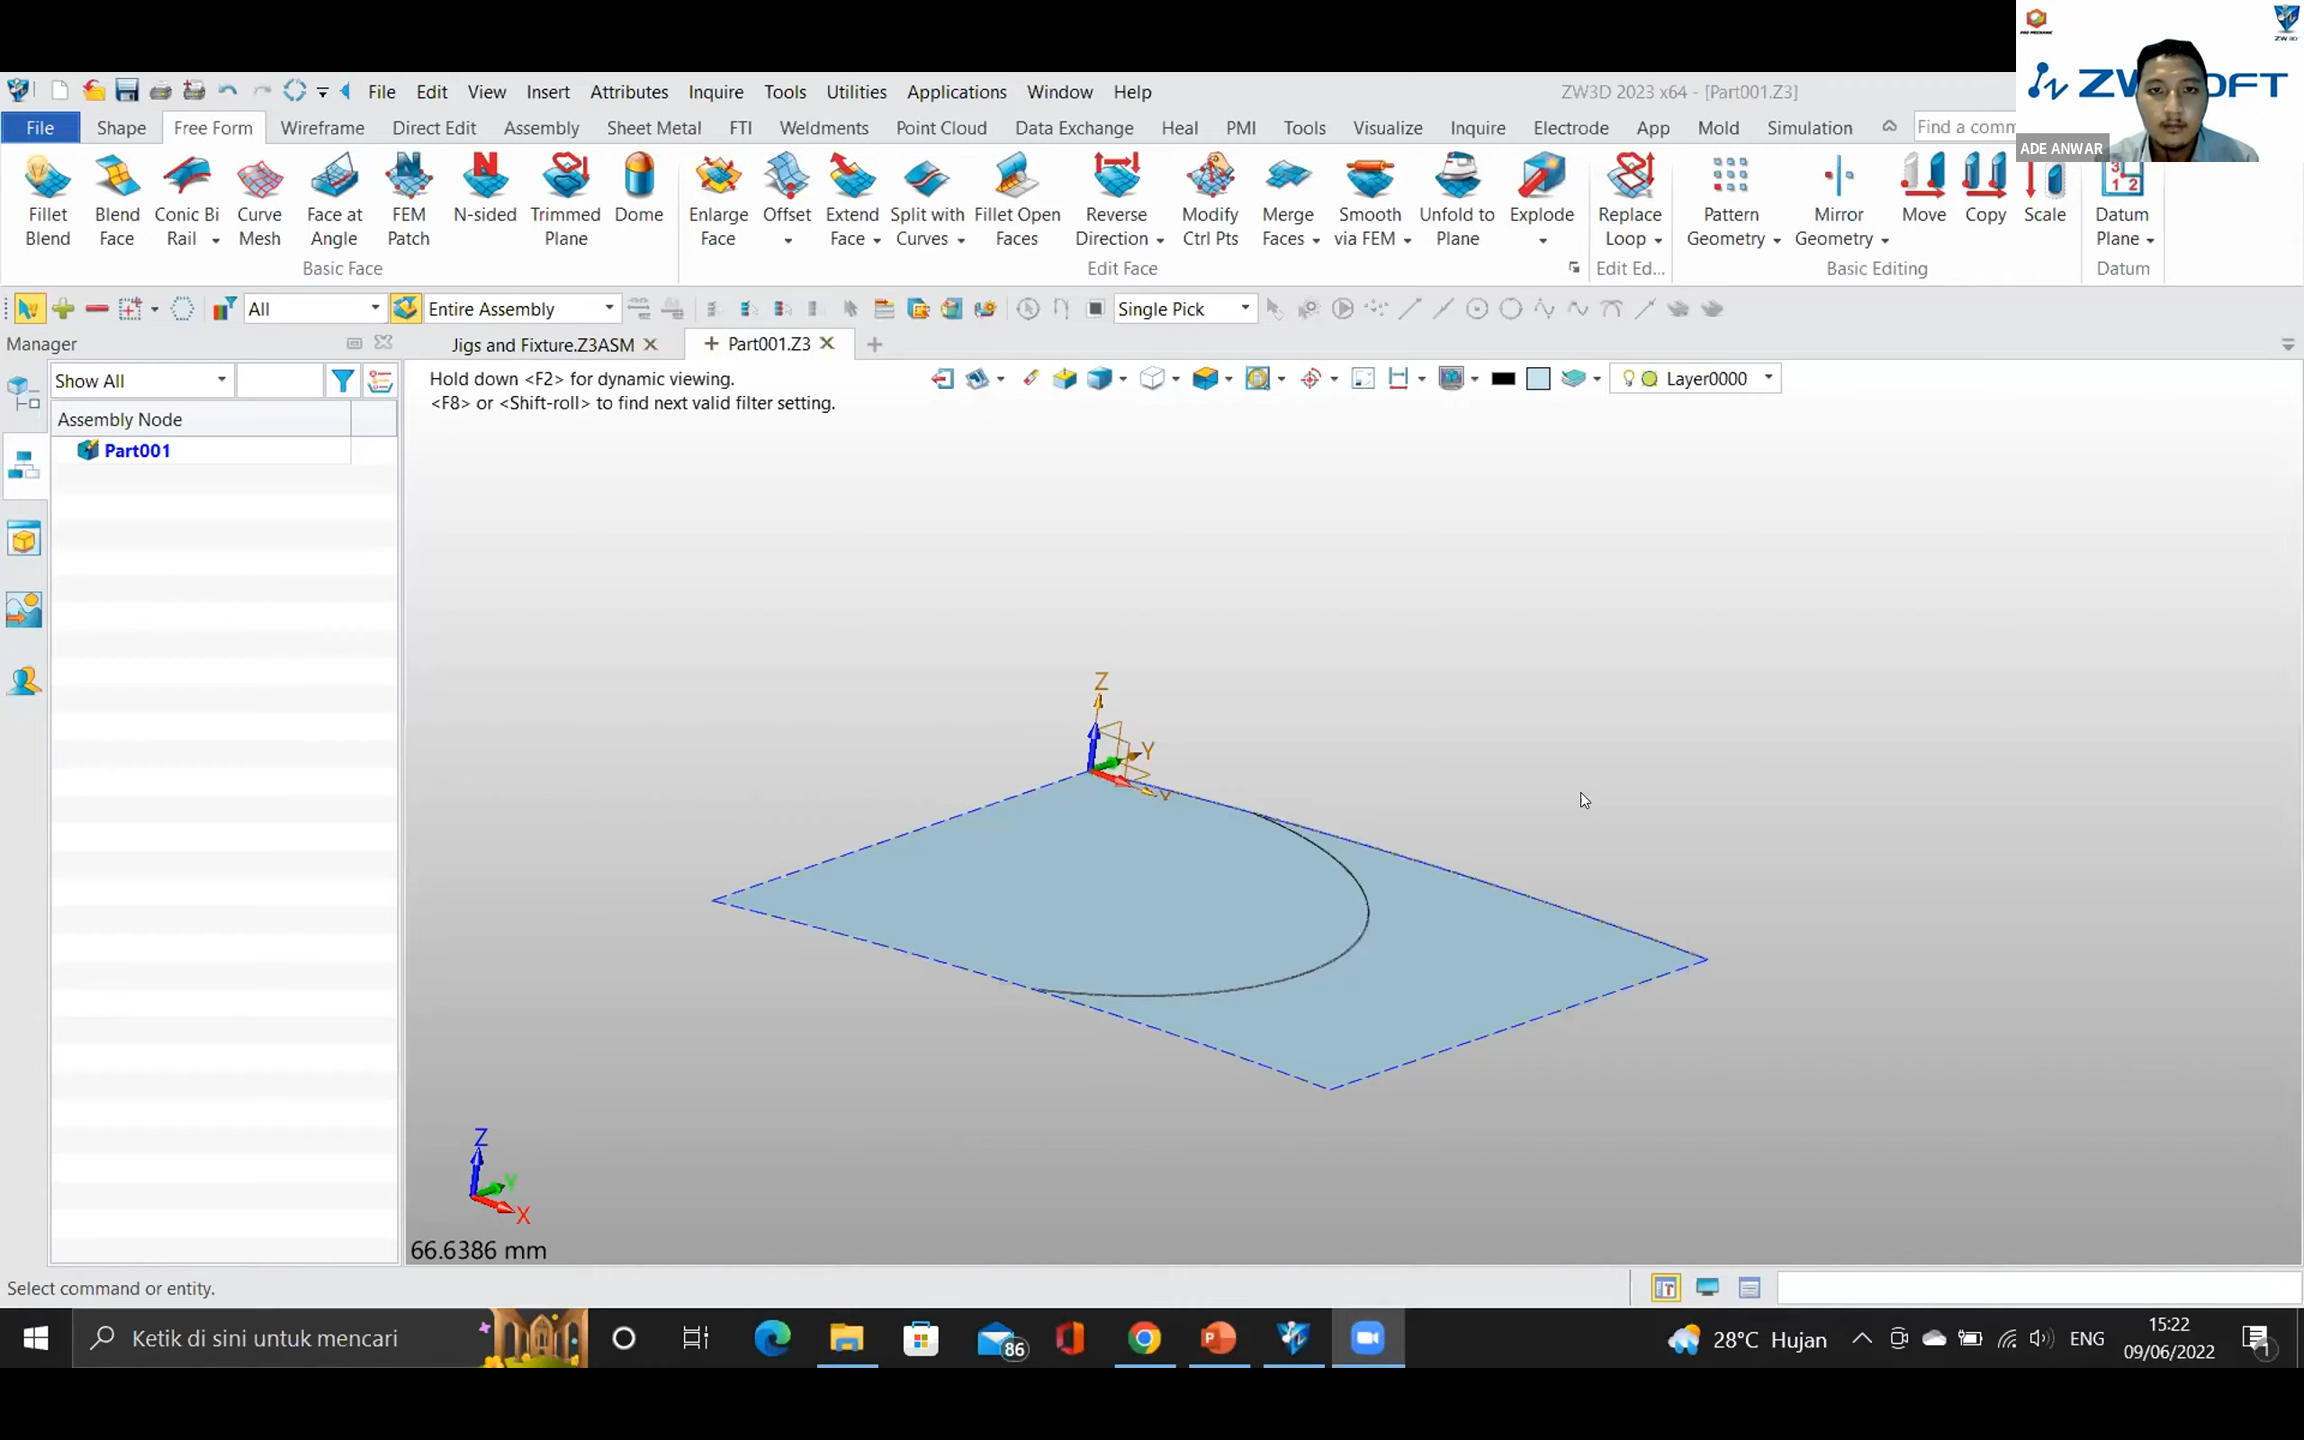 File Edit View Insert Attributes Inquire Tools Utilities Applications Window Help
ZW3D 2023 x64 - [Part001.Z3]
ADE ANWAR
File Shape Free Form Wireframe Direct Edit Assembly Sheet Metal FTI Weldments Point Cloud Data Exchange Heal PMI Tools Visualize Inquire Electrode App Mold Simulation Find a comm
Fillet Blend
Blend Face
Conic Bi Rail
Curve Mesh
Face at Angle
FEM Patch
N-sided
Trimmed Plane
Dome
Enlarge Face
Offset
Extend Face
Split with Curves
Fillet Open Faces
Reverse Direction
Modify Ctrl Pts
Merge Faces
Smooth via FEM
Unfold to Plane
Explode
Replace Loop
Pattern Geometry
Mirror Geometry
Move
Copy
Scale
Datum Plane
Basic Face
Edit Face
Edit Ed...
Basic Editing
Datum
All
Entire Assembly
Single Pick
Manager
Jigs and Fixture.Z3ASM
Part001.Z3
Show All
Hold down <F2> for dynamic viewing.
<F8> or <Shift-roll> to find next valid filter setting.
Layer0000
Assembly Node
Part001
Z
Y
Z
Y
X
66.6386 mm
Select command or entity.
Ketik di sini untuk mencari
86
28°C Hujan
ENG
15:22
09/06/2022
1